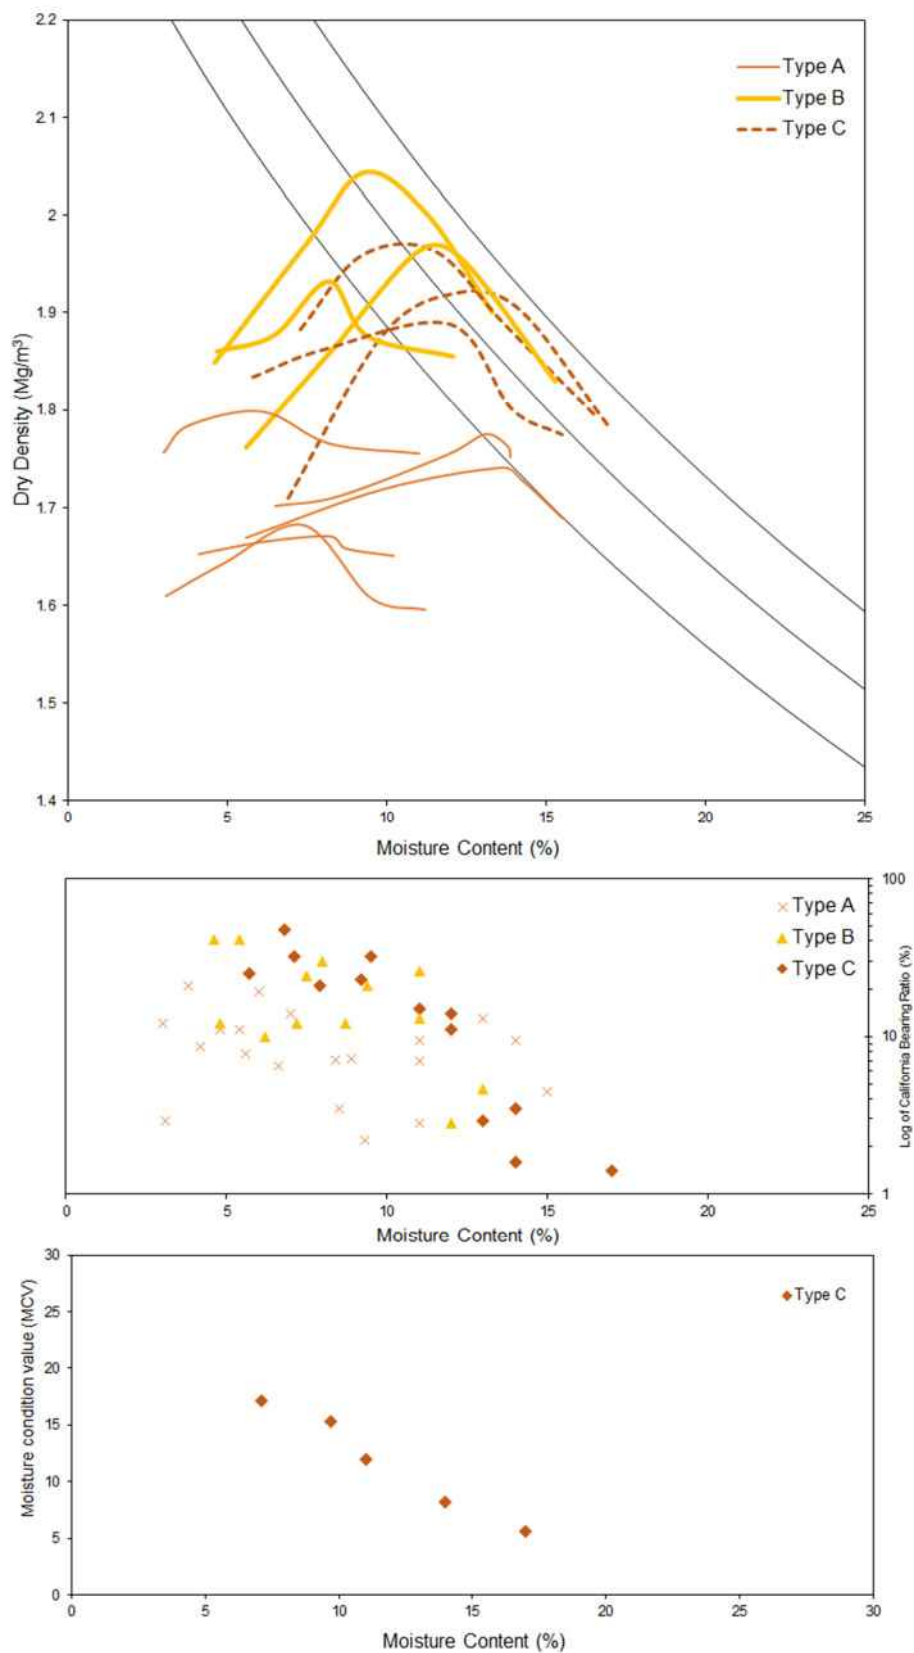 2.2
2.1
2
1.9
1.8
1.7
1.6
1.5
1.4
Dry Density (Mg/m³)
Type A
Type B
Type C
0
5
10
15
20
25
Moisture Content (%)
Type A
Type B
Type C
100
10
1
Log of California Bearing Ratio (%)
0
5
10
15
20
25
Moisture Content (%)
30
25
20
15
10
5
0
Moisture condition value (MCV)
Type C
0
5
10
15
20
25
30
Moisture Content (%)